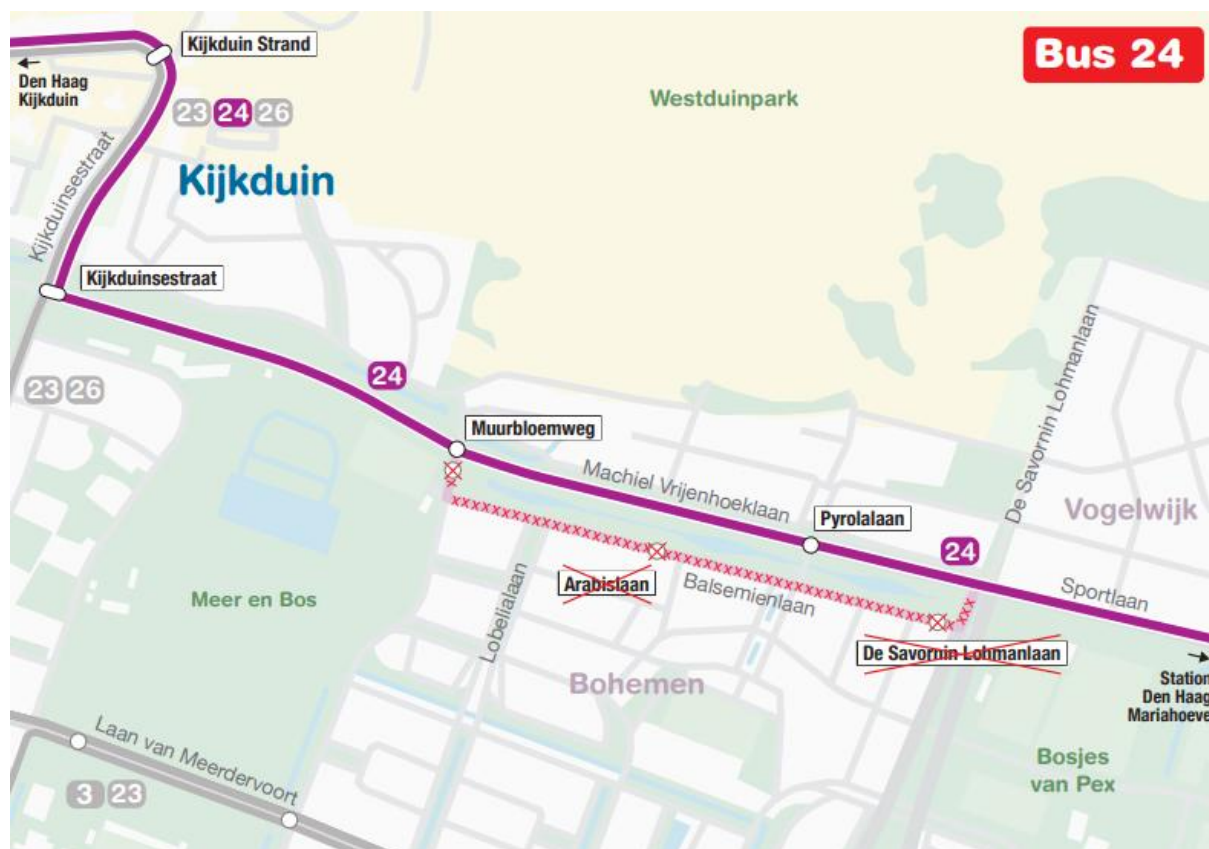 Bus 24
Kijkduin Strand
Den Haag
Kijkduin
23 24 26
Westduinpark
Kijkduin
Kijkduinsestraat
Kijkduinsestraat
23 26
24
Muurbloemweg
Machiel Vrijenhoeklaan
Pyrolalaan
De Savornin Lohmanlaan
Vogelwijk
24
Sportlaan
xxxxxxxxxxxxxxxxxxxxxxxxxxxxxxxxxxxxxx
Arabislaan
Balsemienlaan
De Savornin Lohmanlaan
Meer en Bos
Lobelialaan
Bohemen
Station
Den Haag
Mariahoeve
Laan van Meerdervoort
3 23
Bosjes
van Pex